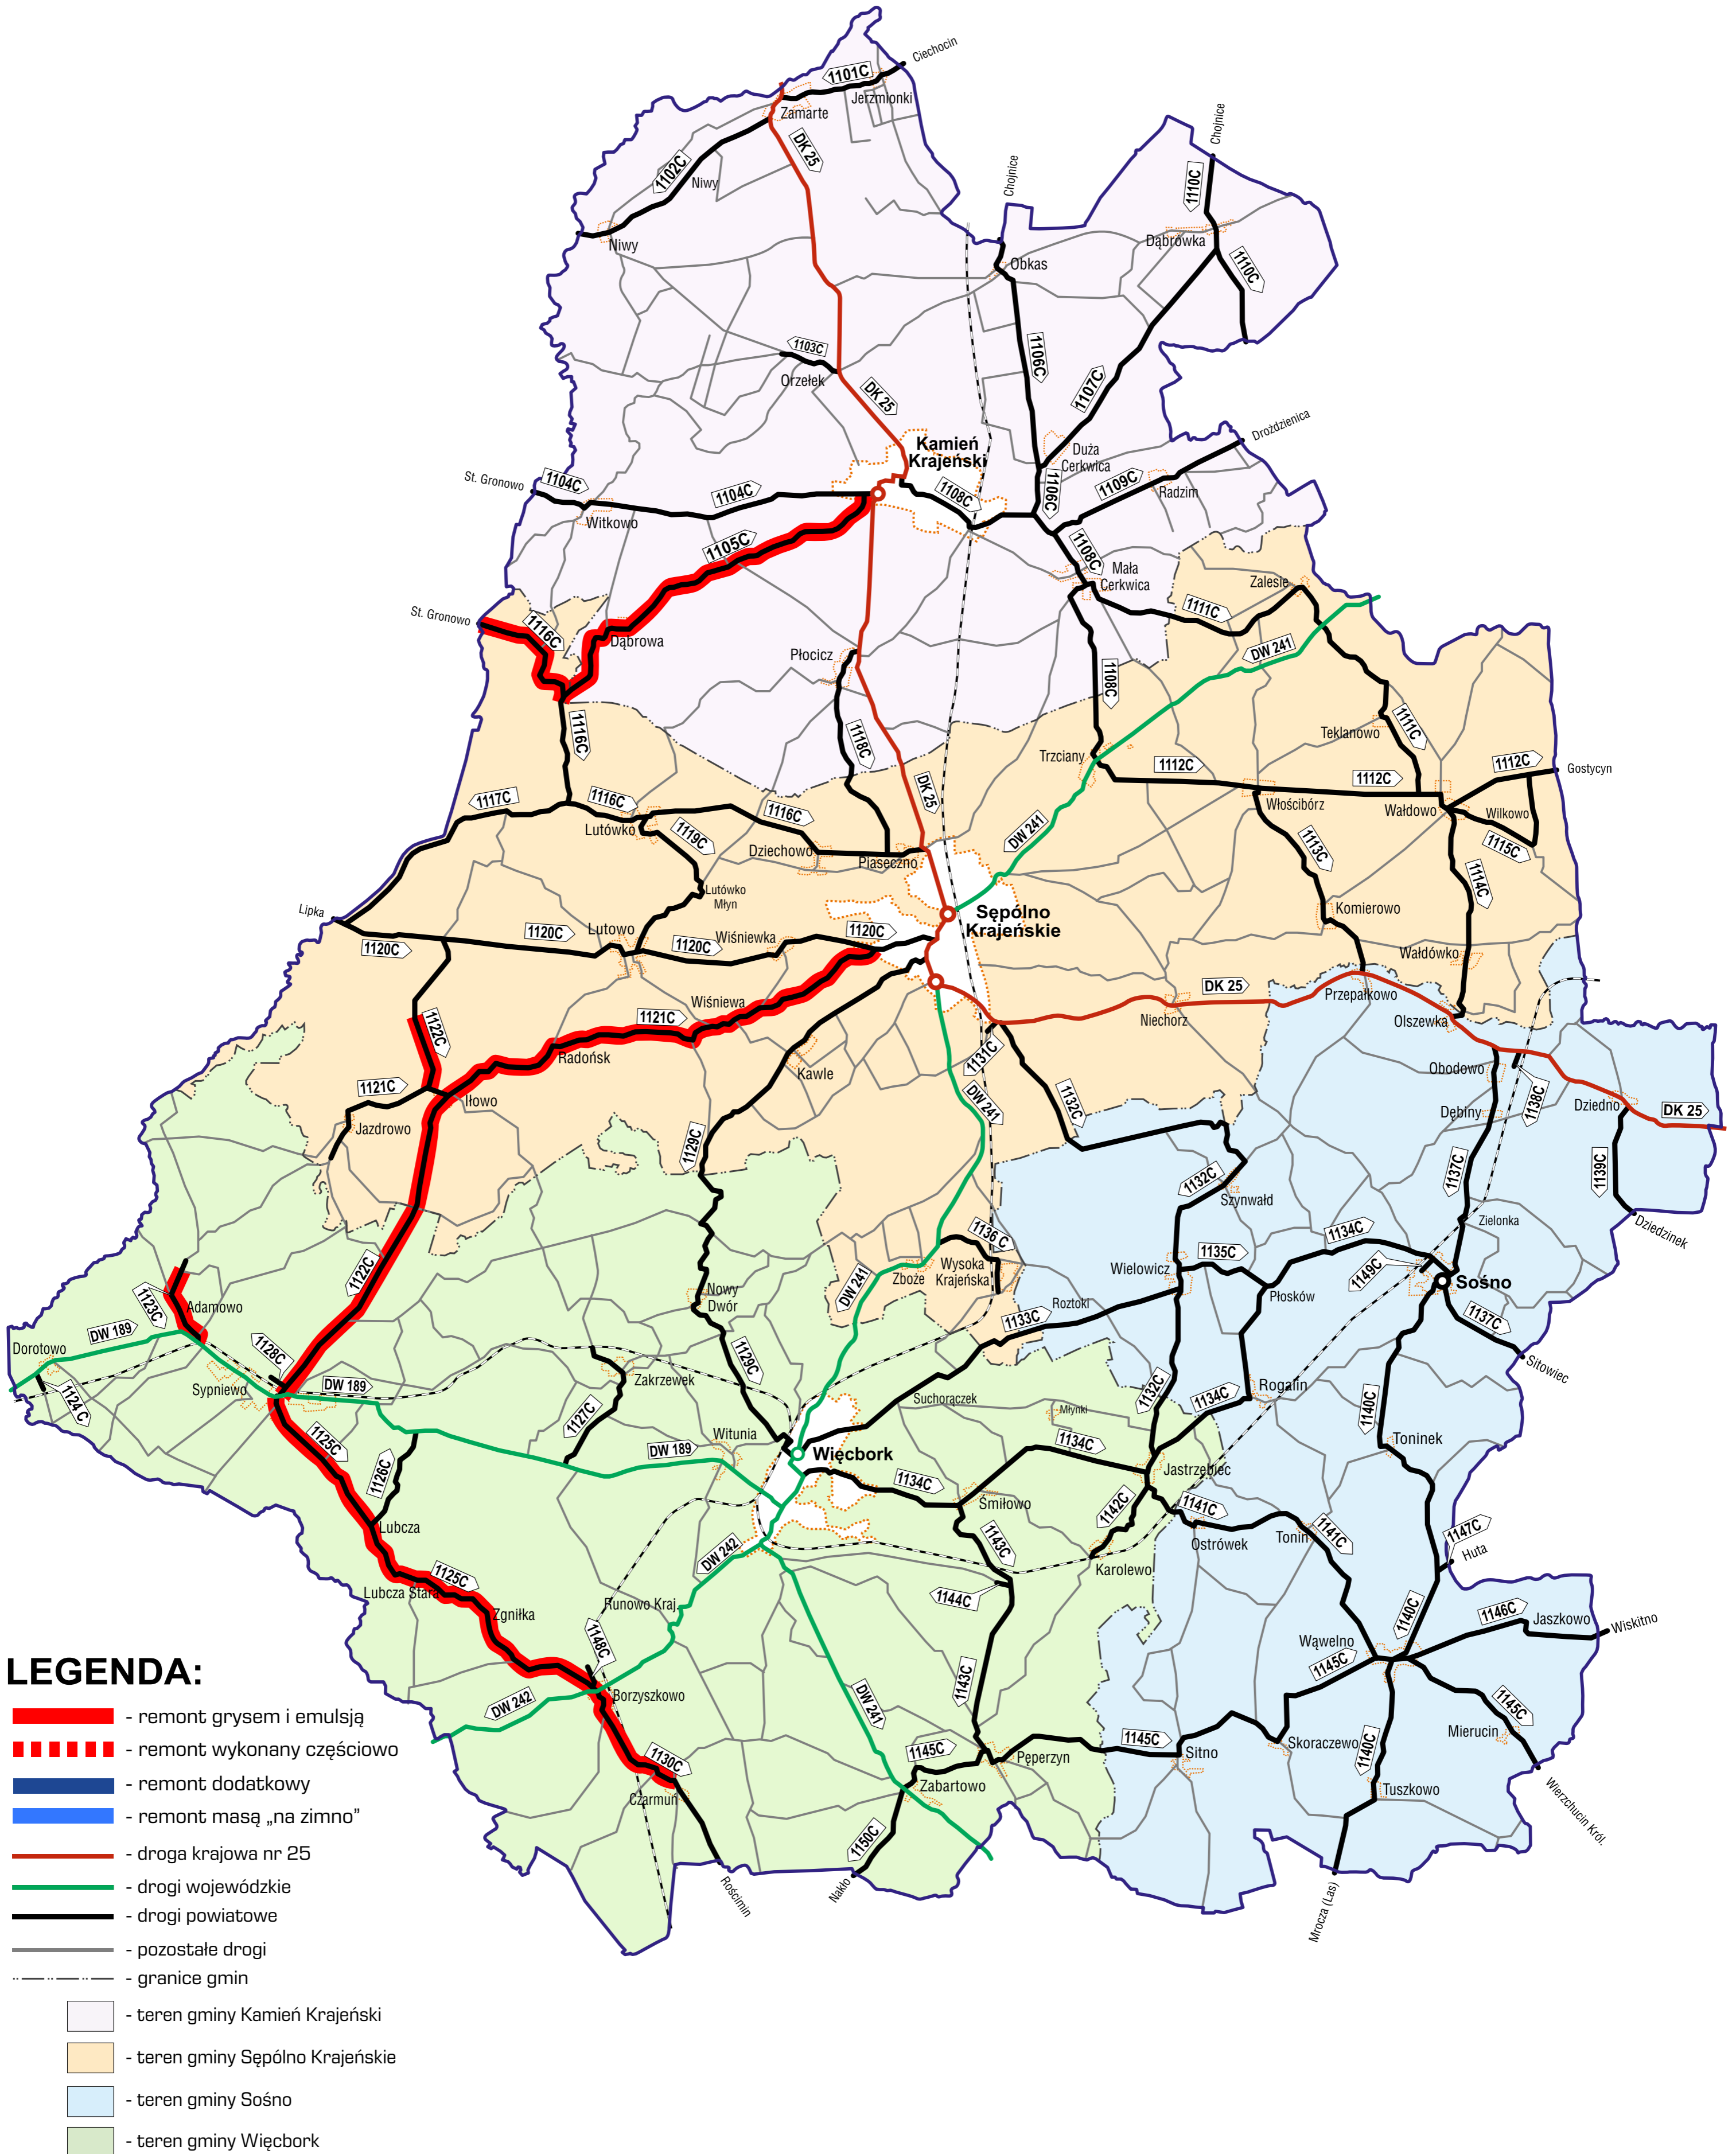 Ciechocin
1101C
Jerzmionki
Zamarte
DK 25
Chojnice
Chojnice
1102C
Niwy
1110C
Niwy
Dąbrówka
Obkas
1110C
1103C
Orzełek
1106C
1107C
DK 25
Kamień
Krajeński
Duża
Cerkwica
Drożdzienica
St. Gronowo
1104C
1104C
1108C
1106C
1109C
Radzim
Witkowo
1105C
1108C
Mała
Cerkwica
Zalesie
St. Gronowo
1116C
Dąbrowa
1111C
Płocicz
DW 241
1108C
1116C
1118C
Teklanowo
1111C
Trzciany
1112C
1112C
1112C
Gostycyn
DK 25
1117C
1116C
1116C
Włościbórz
Wałdowo
Wilkowo
Lutówko
1119C
Dziechowo
Piaseczno
DW 241
1113C
1115C
1114C
Lutówko
Młyn
Lipka
Sępólno
Krajeńskie
Komierowo
1120C
1120C
Lutowo
1120C
Wiśniewka
1120C
Wałdówko
DK 25
Przepałkowo
Wiśniewa
1121C
Niechorz
Olszewka
1122C
Radońsk
1131C
Kawle
Obodowo
1138C
1121C
Iłowo
DW 241
1132C
Dębiny
Dziedno
DK 25
Jazdrowo
1129C
1137C
1139C
1132C
Szynwałd
Zielonka
Dziedzinek
1136 C
1134C
1122C
Zboże
Wysoka
Krajeńska
Wielowicz
1135C
1149C
Sośno
1123C
Adamowo
Nowy
Dwór
DW 241
Roztoki
1133C
Płosków
1137C
Dorotowo
DW 189
1128C
Sitowiec
1124 C
Sypniewo
DW 189
Zakrzewek
1129C
Suchorączek
1132C
1134C
Rogalin
1140C
Młynki
1125C
1127C
DW 189
Witunia
Więcbork
1134C
Toninek
1126C
1134C
Śmiłowo
Jastrzębiec
1142C
1141C
Lubcza
Ostrówek
Tonin
1141C
1147C
Huta
DW 242
1143C
Karolewo
1125C
Lubcza Stara
Zgniłka
Runowo Kraj.
1144C
1140C
1146C
Jaszkowo
Wiskitno
1148C
Wąwelno
1145C
1143C
Borzyszkowo
DW 242
DW 241
1145C
Mierucin
1130C
1145C
Pęperzyn
1145C
Sitno
Skoraczewo
1140C
Czarmuń
Zabartowo
Tuszkowo
Wierzchucin Król.
1150C
Rościmin
Nakło
Mrocza (Las)
LEGENDA:
- remont grysem i emulsją
- remont wykonany częściowo
- remont dodatkowy
- remont masą „na zimno”
- droga krajowa nr 25
- drogi wojewódzkie
- drogi powiatowe
- pozostałe drogi
- granice gmin
- teren gminy Kamień Krajeński
- teren gminy Sępólno Krajeńskie
- teren gminy Sośno
- teren gminy Więcbork